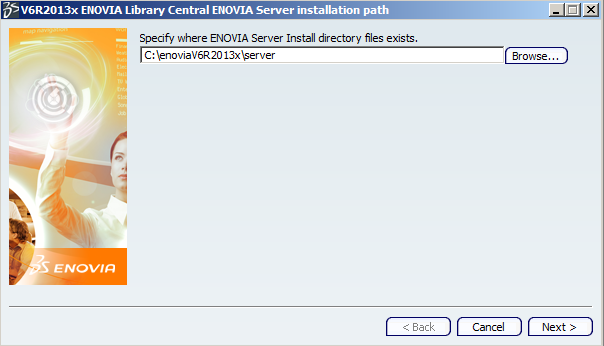 V6R2013x ENOVIA Library Central ENOVIA Server installation path
Specify where ENOVIA Server Install directory files exists.
C:\enoviaV6R2013x\server
Browse...
ENOVIA
< Back
Cancel
Next >